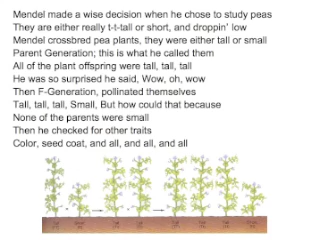 Mendel made a wise decision when he chose to study peas
They are either really t-t-tall or short, and droppin' low
Mendel crossbred pea plants, they were either tall or small
Parent Generation; this is what he called them
All of the plant offspring were tall, tall, tall
He was so surprised he said, Wow, oh, wow
Then F-Generation, pollinated themselves
Tall, tall, tall, Small, But how could that because
None of the parents were small
Then he checked for other traits
Color, seed coat, and all, and all, and all